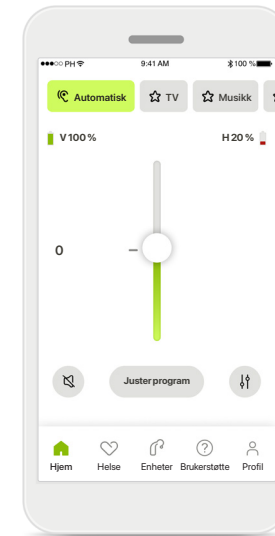 PH 9:41 AM 100 %
Automatisk TV Musikk
V 100 % H 20 %
0
Juster program
Hjem Helse Enheter Brukerstøtte Profil